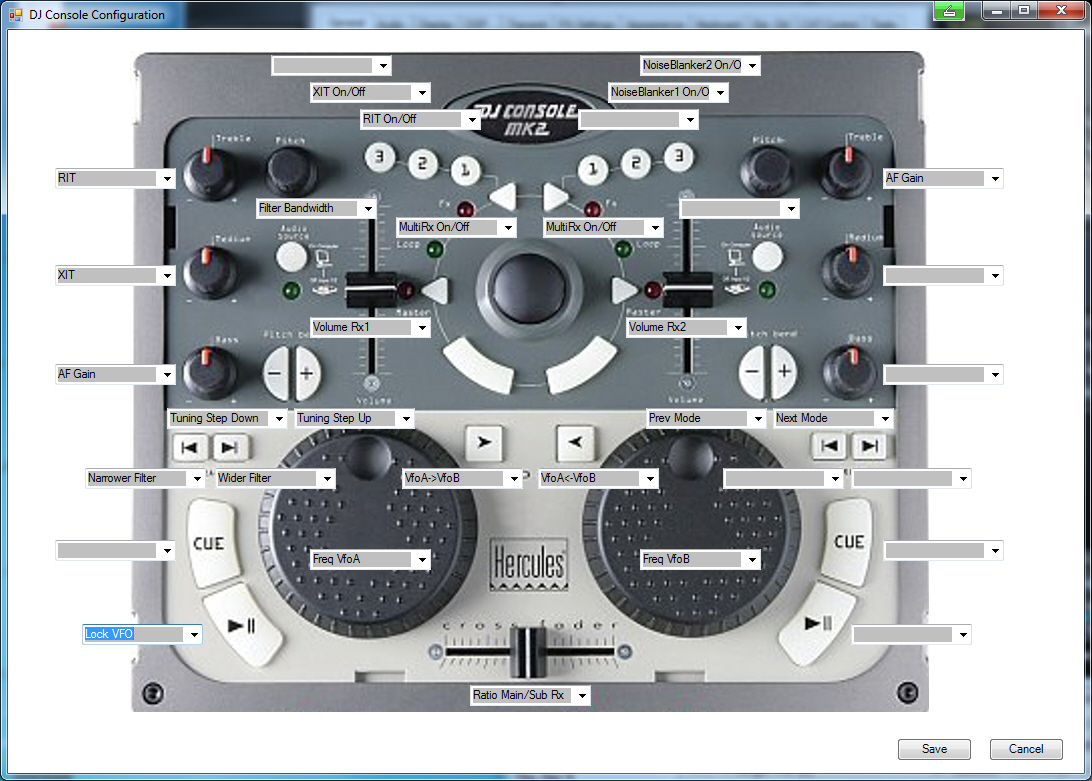 DJ Console Configuration
NoiseBlanker2 On/O
XIT On/Off
NoiseBlanker1 On/O
RIT On/Off
DJ CONSOLE
MK2
Treble
Pitch
3
2
1
1
2
3
Pitch
Treble
RIT
AF Gain
Filter Bandwidth
Fx
Fx
MultiRx On/Off
MultiRx On/Off
Audio
Source
Audio
Source
Loop
Loop
Medium
Medium
XIT
Master
Master
Volume Rx1
Volume Rx2
Bass
Pitch be
tch bend
Bass
AF Gain
Volume
Volume
Tuning Step Down
Tuning Step Up
Prev Mode
Next Mode
Narrower Filter
Wider Filter
VfoA->VfoB
VfoA<-VfoB
CUE
CUE
Hercules
Freq VfoA
Freq VfoB
Lock VFO
cross fader
Ratio Main/Sub Rx
Save
Cancel